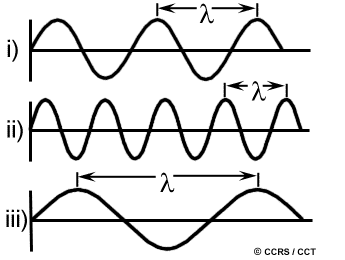 λ
i)
λ
ii)
λ
iii)
© CCRS / CCT